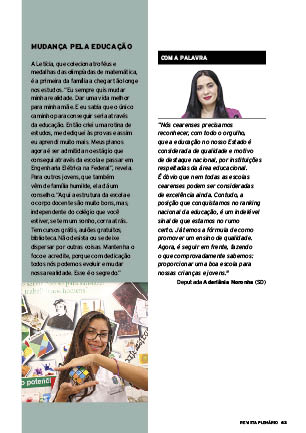 MUDANÇA PELA EDUCAÇÃO
A Letícia, que coleciona troféus e
medalhas das olimpíadas de matemática,
é a primeira da família a chegar tão longe
nos estudos. "Eu sempre quis mudar
minha realidade. Dar uma vida melhor
para minha mãe. E eu sabia que o único
caminho para conseguir seria através
da educação. Então criei uma rotina de
estudos, me dediquei às provas e assim
eu aprendi muito mais. Meus planos
agora é ser admitida no estágio que
consegui através da escola e passar em
Engenharia Elétrica na Federal", revela.
Para outros jovens, que também
vêm de família humilde, ela dá um
conselho. "Aqui a estrutura da escola e
o corpo docente são muito bons, mas,
independente do colégio que você
estiver, se tem um sonho, corra atrás.
Tem cursos grátis, aulões gratuitos,
biblioteca. Não desista ou se deixe
dispersar por outras coisas. Mantenha o
foco e acredite, porque com dedicação
todos nós podemos evoluir e mudar
nossa realidade. Esse é o segredo."
potenci
COM A PALAVRA
"Nós cearenses precisamos
reconhecer, com todo o orgulho,
que a educação no nosso Estado é
considerada de qualidade e motivo
de destaque nacional, por instituições
respeitadas da área educacional.
É óbvio que nem todas as escolas
cearenses podem ser consideradas
de excelência ainda. Contudo, a
posição que conquistamos no ranking
nacional da educação, é um indelével
sinal de que estamos no rumo
certo. Já temos a fórmula de como
promover um ensino de qualidade.
Agora, é seguir em frente, fazendo
o que comprovadamente sabemos:
proporcionar uma boa escola para
nossas crianças e jovens."
Deputada Aderlânia Noronha (SD)
REVISTA PLENÁRIO 63